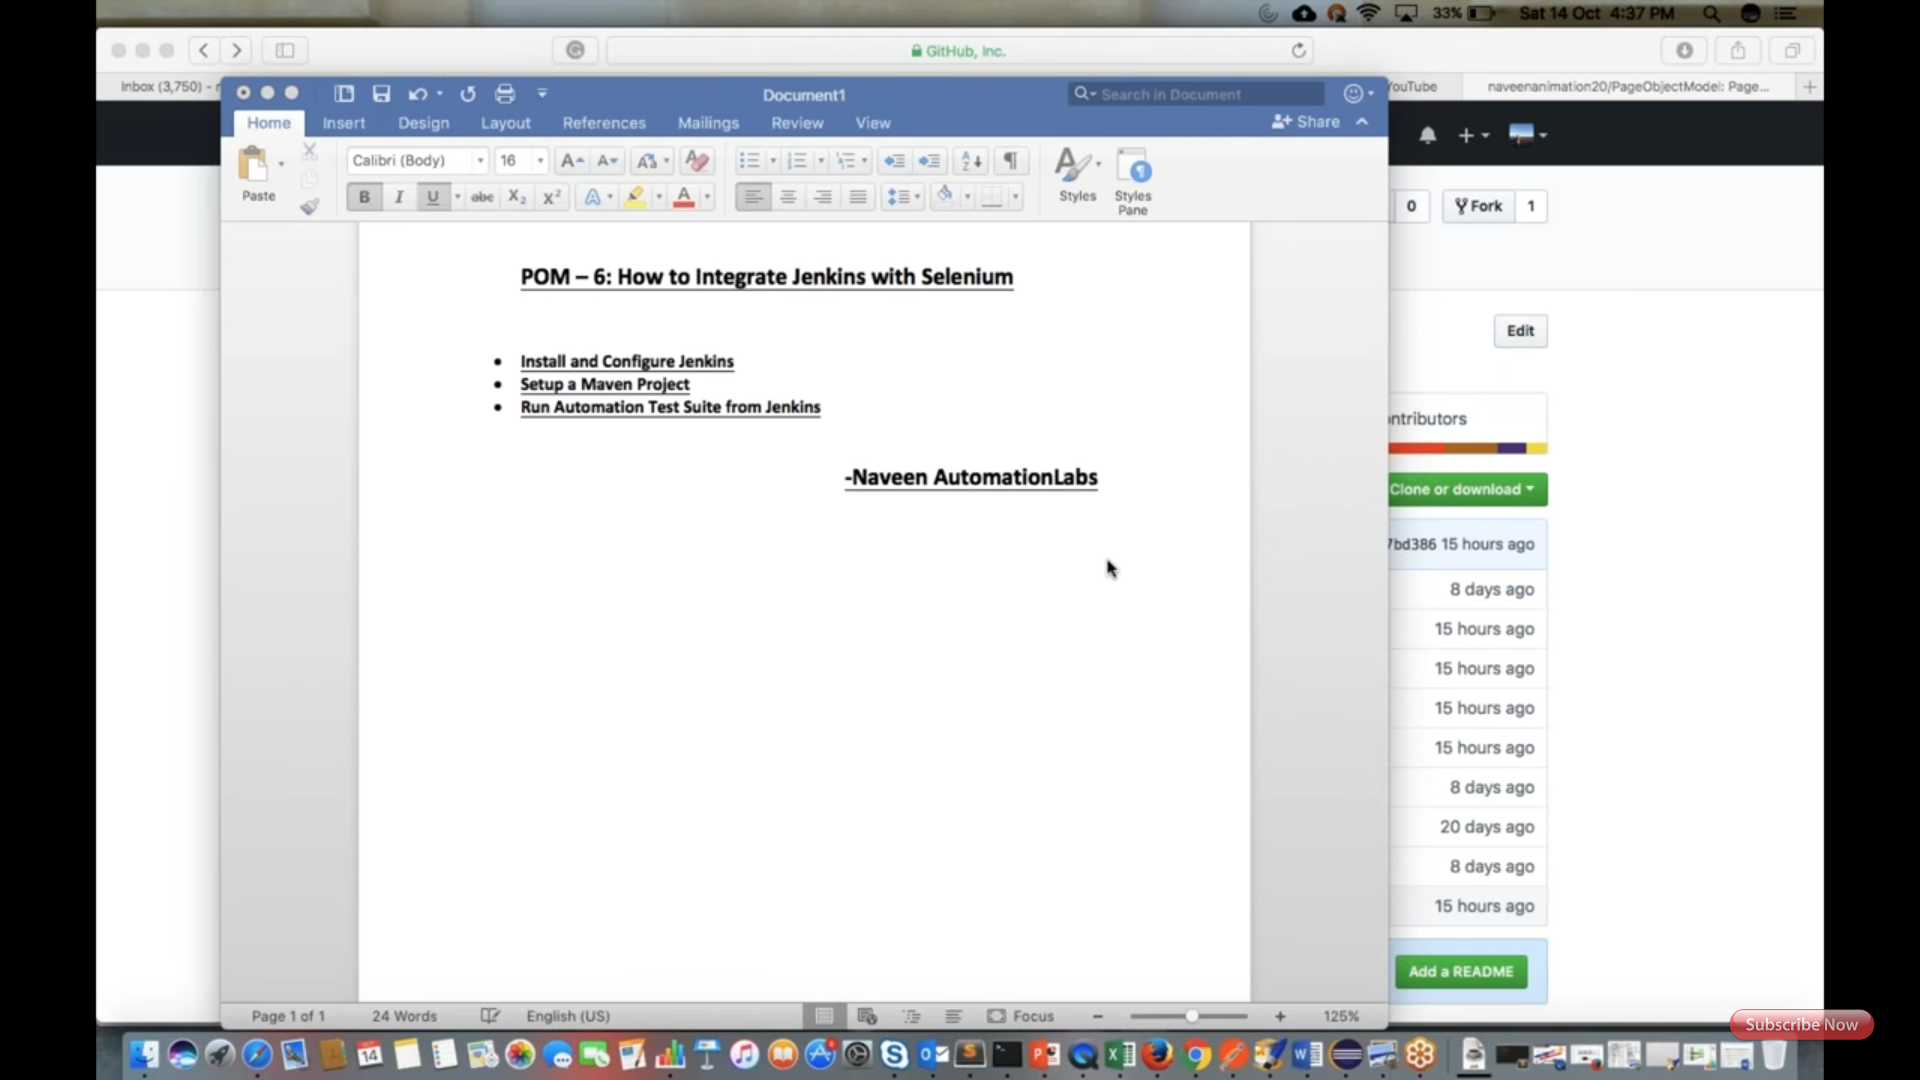 33% Sat 14 Oct 4:37 PM
GitHub, Inc.
Inbox (3,750) -
YouTube
naveenanimation20/PageObjectModel: Page...
Document1
Search in Document
Home Insert Design Layout References Mailings Review View
Share
Paste
Calibri (Body) 16
Styles
Styles Pane
0 Fork 1
POM – 6: How to Integrate Jenkins with Selenium
Edit
• Install and Configure Jenkins
• Setup a Maven Project
• Run Automation Test Suite from Jenkins
ntributors
-Naveen AutomationLabs
Clone or download
7bd386 15 hours ago
8 days ago
15 hours ago
15 hours ago
15 hours ago
15 hours ago
8 days ago
20 days ago
8 days ago
15 hours ago
Add a README
Page 1 of 1 24 Words English (US) Focus 125%
Subscribe Now
14